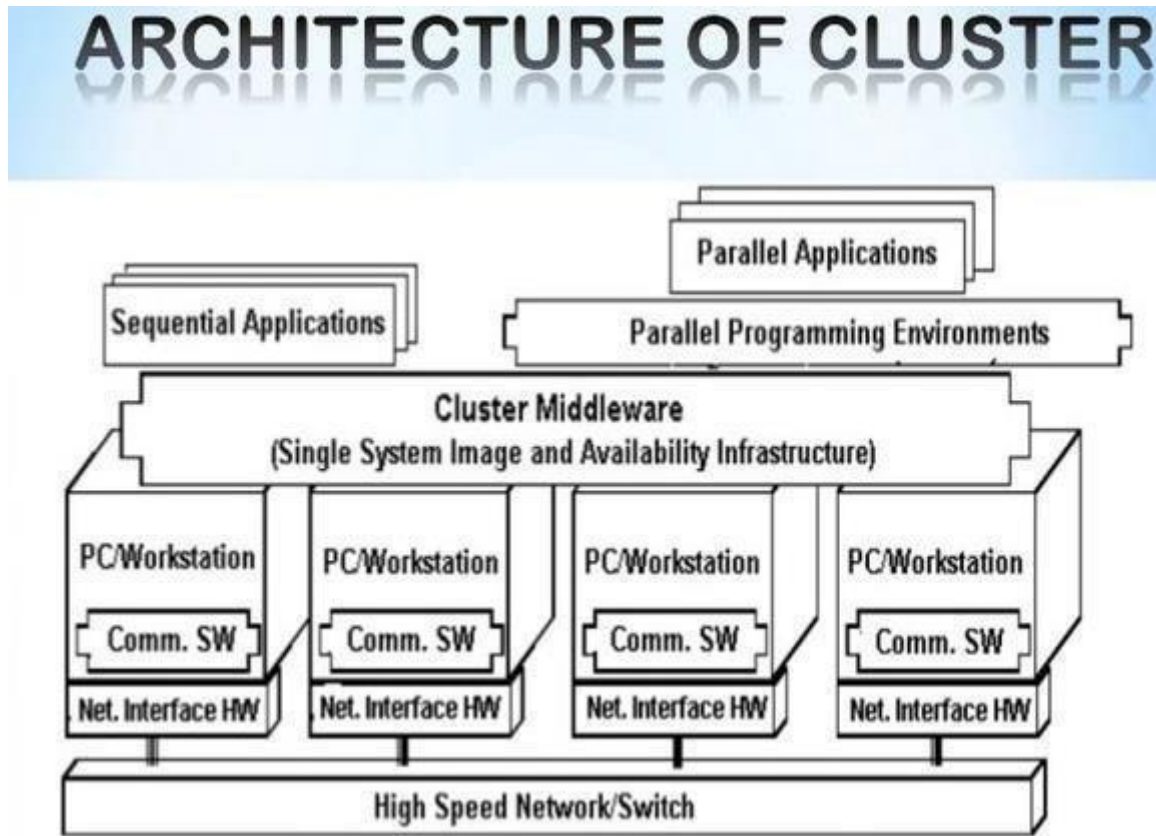 ARCHITECTURE OF CLUSTER
Parallel Applications
Sequential Applications
Parallel Programming Environments
Cluster Middleware
(Single System Image and Availability Infrastructure)
PC/Workstation
PC/Workstation
PC/Workstation
PC/Workstation
Comm. SW
Comm. SW
Comm. SW
Comm. SW
Net. Interface HW
Net. Interface HW
Net. Interface HW
Net. Interface HW
High Speed Network/Switch